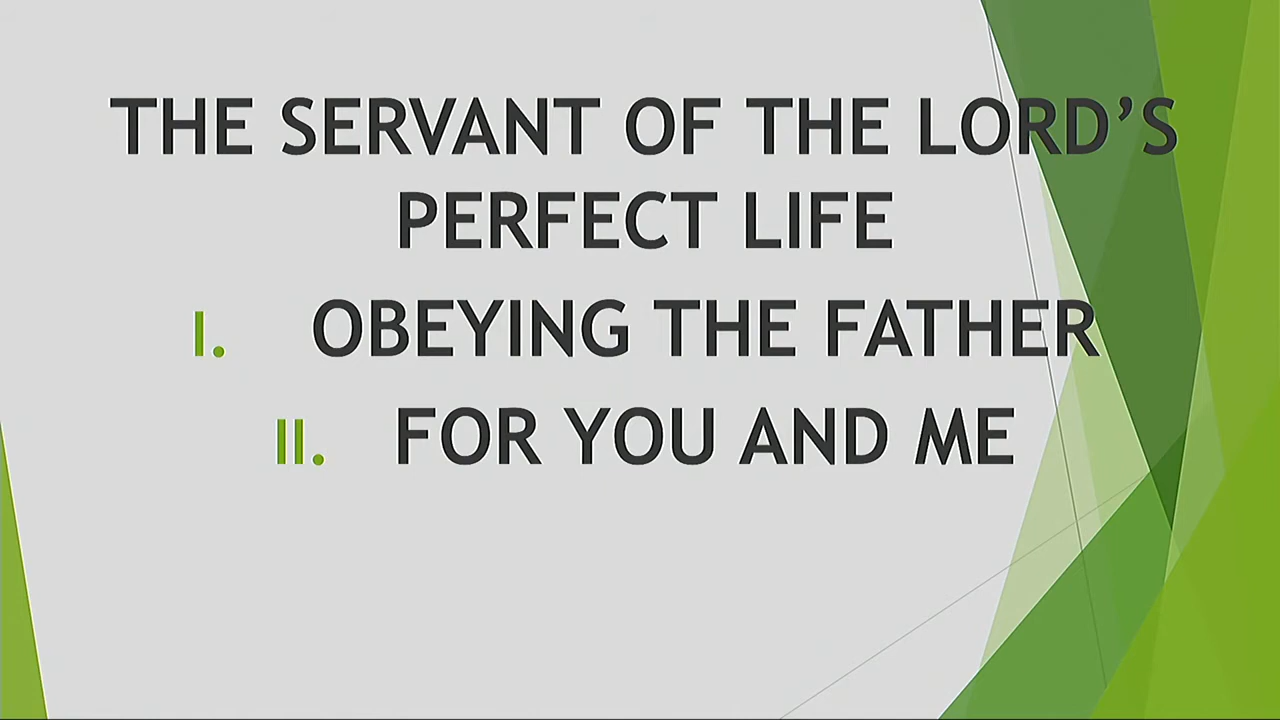 THE SERVANT OF THE LORD’S
PERFECT LIFE
I. OBEYING THE FATHER
II. FOR YOU AND ME